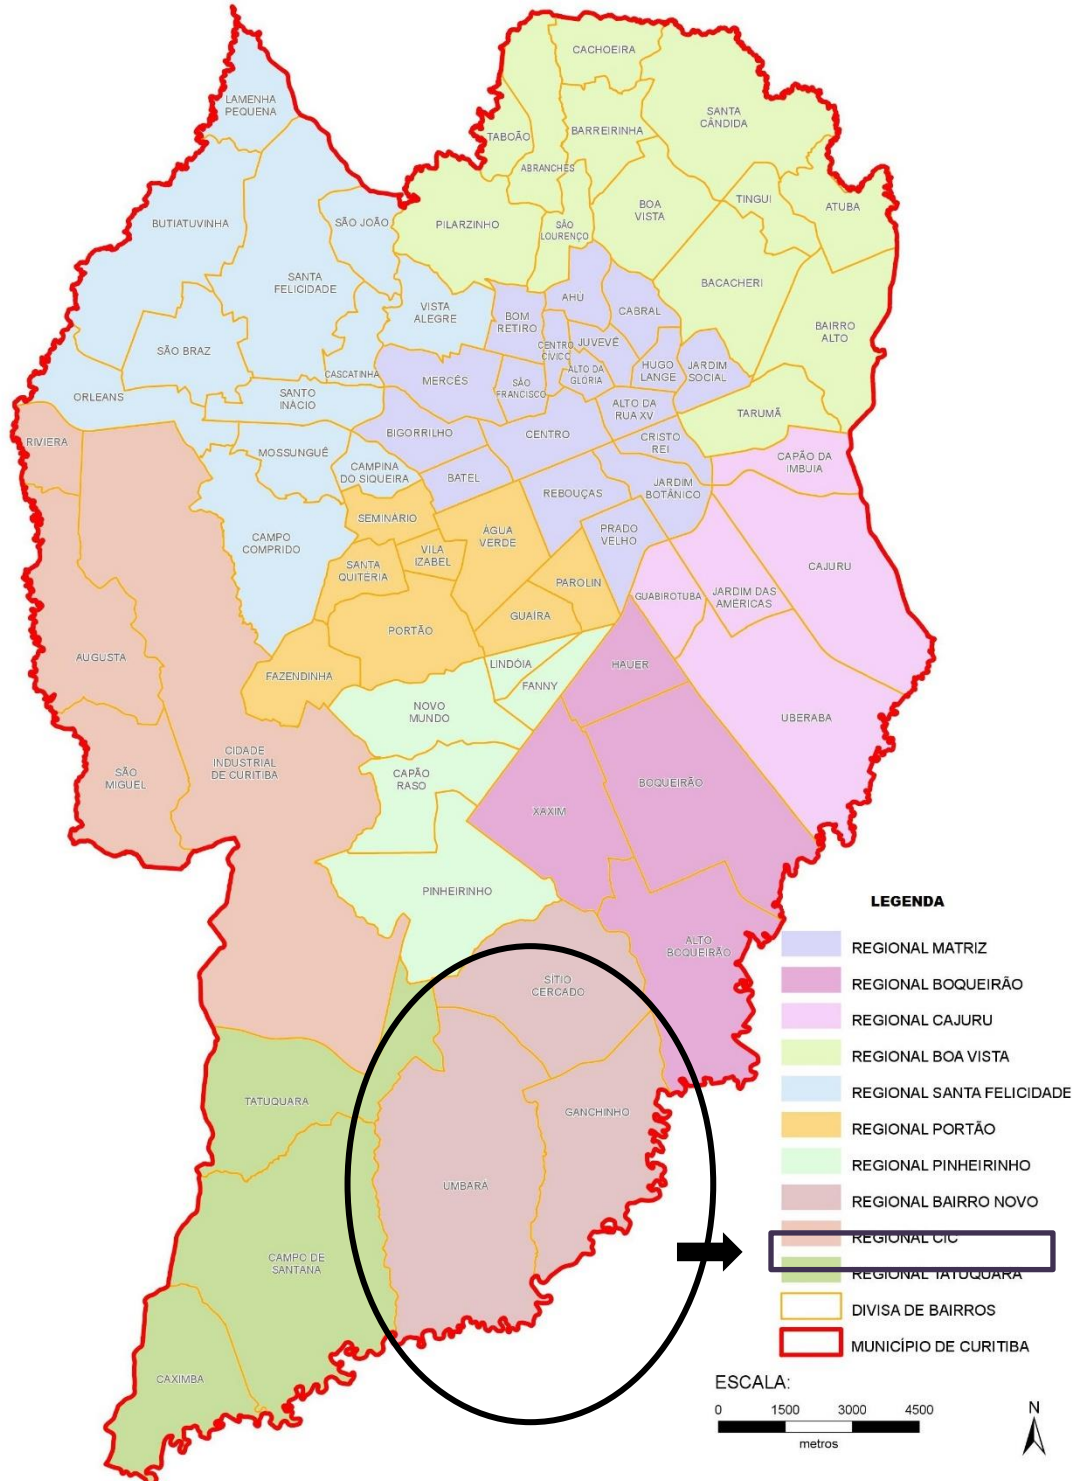 CACHOEIRA
LAMENHA
PEQUENA
SANTA
CÂNDIDA
TABOÃO
BARREIRINHA
ABRANCHES
BUTIATUVINHA
SÃO JOÃO
PILARZINHO
SÃO
LOURENÇO
BOA
VISTA
TINGUI
ATUBA
SANTA
FELICIDADE
BACACHERI
VISTA
ALEGRE
BOM
RETIRO
AHÚ
CABRAL
BAIRRO
ALTO
SÃO BRAZ
CENTRO
CÍVICO
JUVEVÊ
CASCATINHA
MERCÊS
SÃO
FRANCISCO
ALTO DA
GLÓRIA
HUGO
LANGE
JARDIM
SOCIAL
ORLEANS
SANTO
INÁCIO
ALTO DA
RUA XV
TARUMÃ
RIVIERA
MOSSUNGUÊ
BIGORRILHO
CENTRO
CRISTO
REI
CAPÃO DA
IMBUIA
CAMPINA
DO SIQUEIRA
BATEL
REBOUÇAS
JARDIM
BOTÂNICO
SEMINÁRIO
ÁGUA
VERDE
PRADO
VELHO
CAMPO
COMPRIDO
VILA
IZABEL
SANTA
QUITÉRIA
PAROLIN
CAJURU
GUABIROTUBA
JARDIM DAS
AMÉRICAS
GUAÍRA
PORTÃO
AUGUSTA
FAZENDINHA
LINDÓIA
FANNY
HAUER
NOVO
MUNDO
UBERABA
CIDADE
INDUSTRIAL
DE CURITIBA
SÃO
MIGUEL
CAPÃO
RASO
BOQUEIRÃO
XAXIM
PINHEIRINHO
ALTO
BOQUEIRÃO
SÍTIO
CERCADO
TATUQUARA
GANCHINHO
UMBARÁ
CAMPO DE
SANTANA
CAXIMBA
LEGENDA
REGIONAL MATRIZ
REGIONAL BOQUEIRÃO
REGIONAL CAJURU
REGIONAL BOA VISTA
REGIONAL SANTA FELICIDADE
REGIONAL PORTÃO
REGIONAL PINHEIRINHO
REGIONAL BAIRRO NOVO
REGIONAL CIC
REGIONAL TATUQUARA
DIVISA DE BAIRROS
MUNICÍPIO DE CURITIBA
ESCALA:
0 1500 3000 4500
metros
N